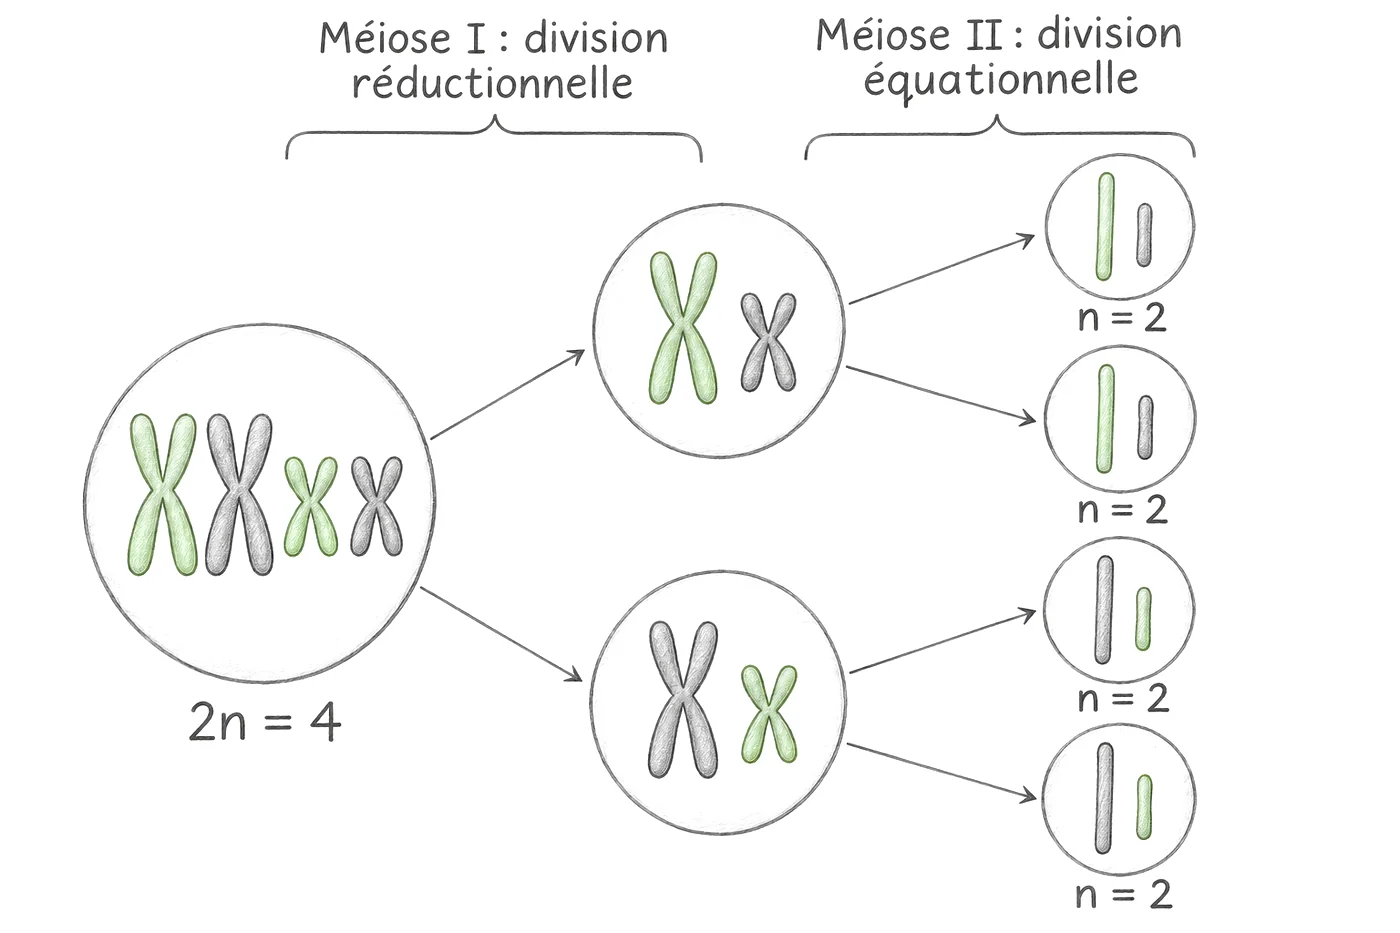 Méiose I : division
réductionnelle
Méiose II : division
équationnelle
2n = 4
n = 2
n = 2
n = 2
n = 2